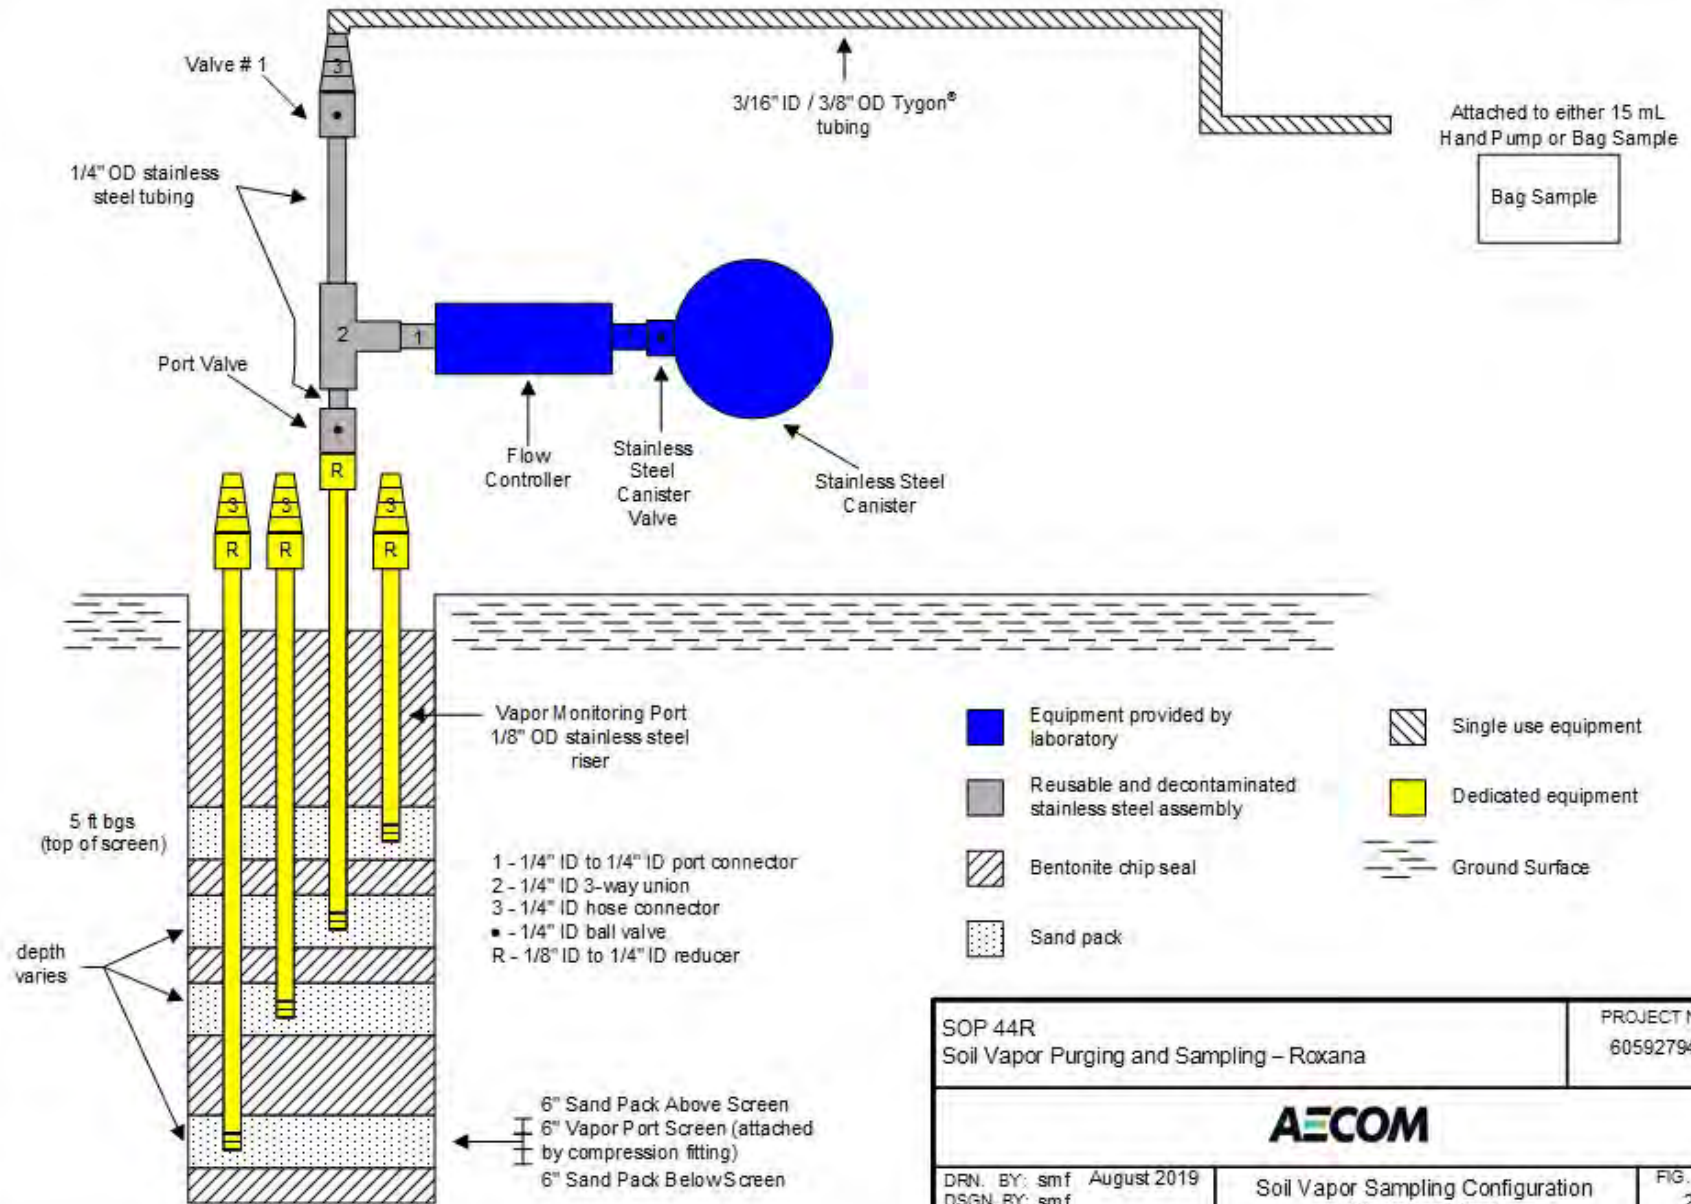 Valve # 1
3
3/16" ID / 3/8" OD Tygon®
tubing
Attached to either 15 mL
Hand Pump or Bag Sample
Bag Sample
1/4" OD stainless
steel tubing
2
1
Port Valve
Flow
Controller
Stainless
Steel
Canister
Valve
Stainless Steel
Canister
R
3
3
3
R
R
R
Vapor Monitoring Port
1/8" OD stainless steel
riser
5 ft bgs
(top of screen)
depth
varies
1 - 1/4" ID to 1/4" ID port connector
2 - 1/4" ID 3-way union
3 - 1/4" ID hose connector
• - 1/4" ID ball valve
R - 1/8" ID to 1/4" ID reducer
6" Sand Pack Above Screen
6" Vapor Port Screen (attached
by compression fitting)
6" Sand Pack Below Screen
Equipment provided by
laboratory
Reusable and decontaminated
stainless steel assembly
Bentonite chip seal
Sand pack
Single use equipment
Dedicated equipment
Ground Surface
SOP 44R
Soil Vapor Purging and Sampling – Roxana
PROJECT
60592794
AECOM
DRN. BY: smf August 2019
DSGN. BY: smf
Soil Vapor Sampling Configuration
FIG.